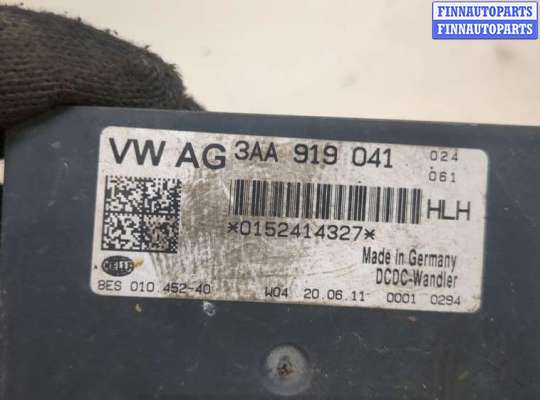 FINNAUTOPARTS
FINNAUTOPARTS
VW AG 3AA 919 041 024
061
HLH
*0152414327*
Made in Germany
DCDC-Wandler
HELLA
8ES 010.452-40 W04 20.06.11 0001 0294